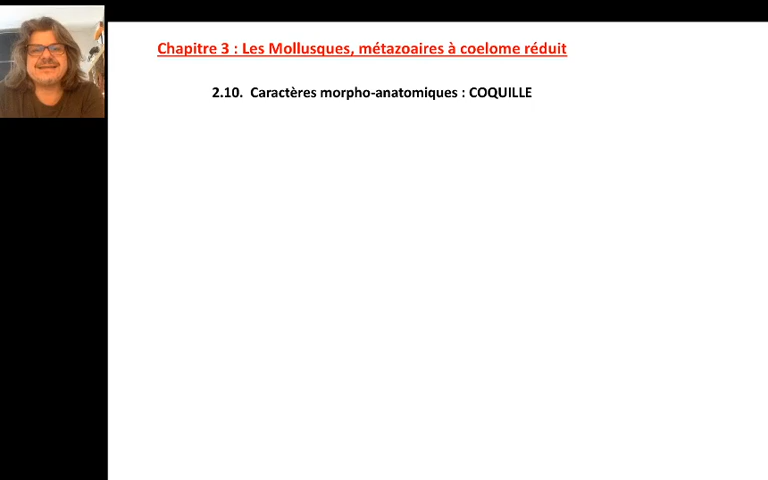 Chapitre 3 : Les Mollusques, métazoaires à coelome réduit
2.10. Caractères morpho-anatomiques : COQUILLE